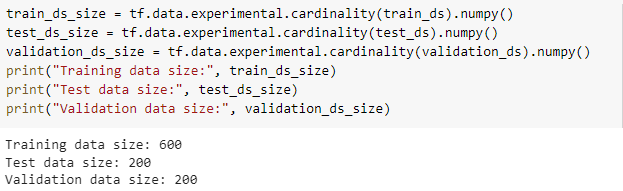 train_ds_size = tf.data.experimental.cardinality(train_ds).numpy()
test_ds_size = tf.data.experimental.cardinality(test_ds).numpy()
validation_ds_size = tf.data.experimental.cardinality(validation_ds).numpy()
print("Training data size:", train_ds_size)
print("Test data size:", test_ds_size)
print("Validation data size:", validation_ds_size)
Training data size: 600
Test data size: 200
Validation data size: 200